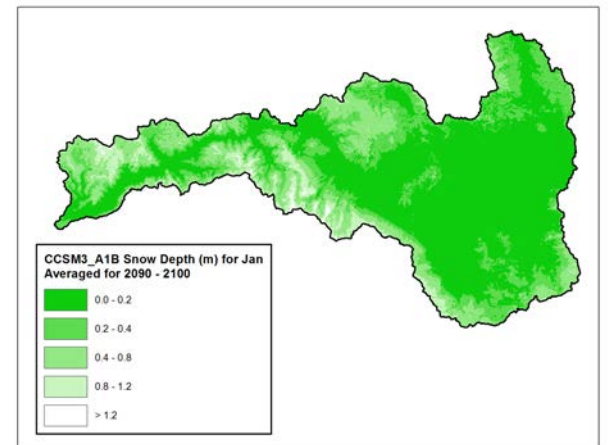 CCSM3_A1B Snow Depth (m) for Jan
Averaged for 2090 - 2100
0.0 - 0.2
0.2 - 0.4
0.4 - 0.8
0.8 - 1.2
> 1.2